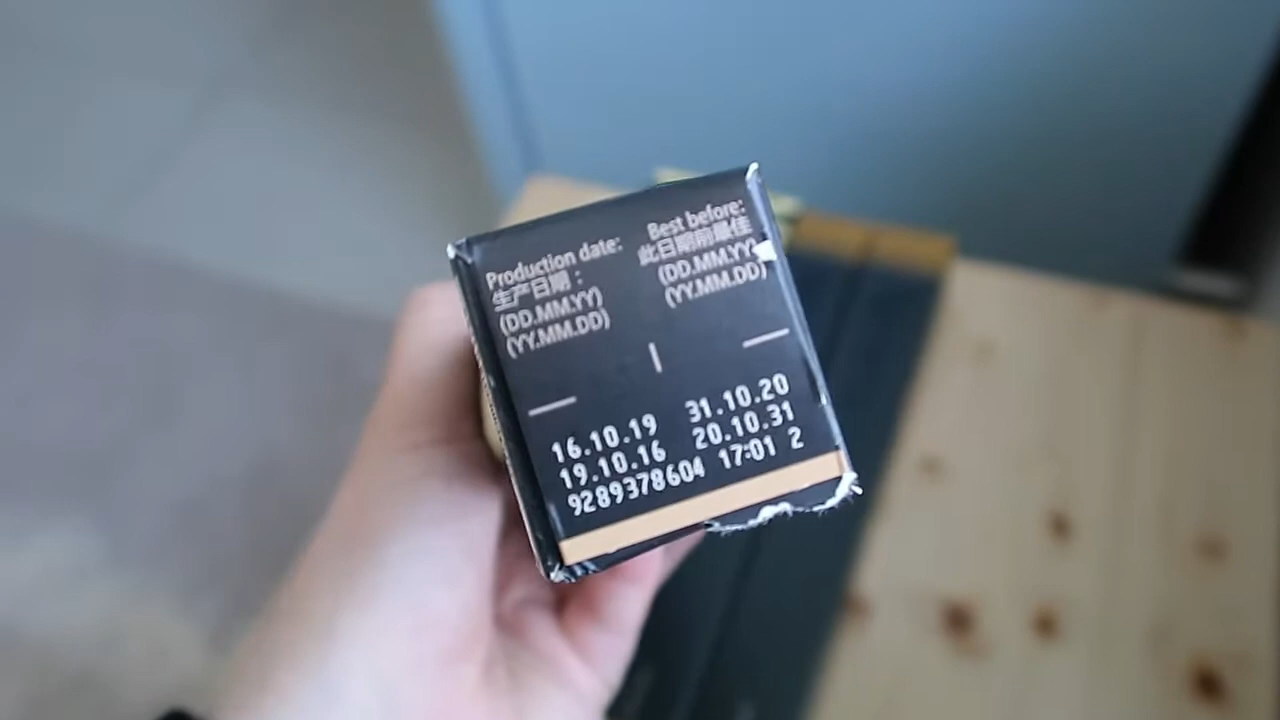 Production date:
生产日期：
(DD.MM.YY)
(YY.MM.DD)
Best before:
此日期前最佳
(DD.MM.YY)
(YY.MM.DD)
16.10.19 31.10.20
19.10.16 20.10.31
9289378604 17:01 2